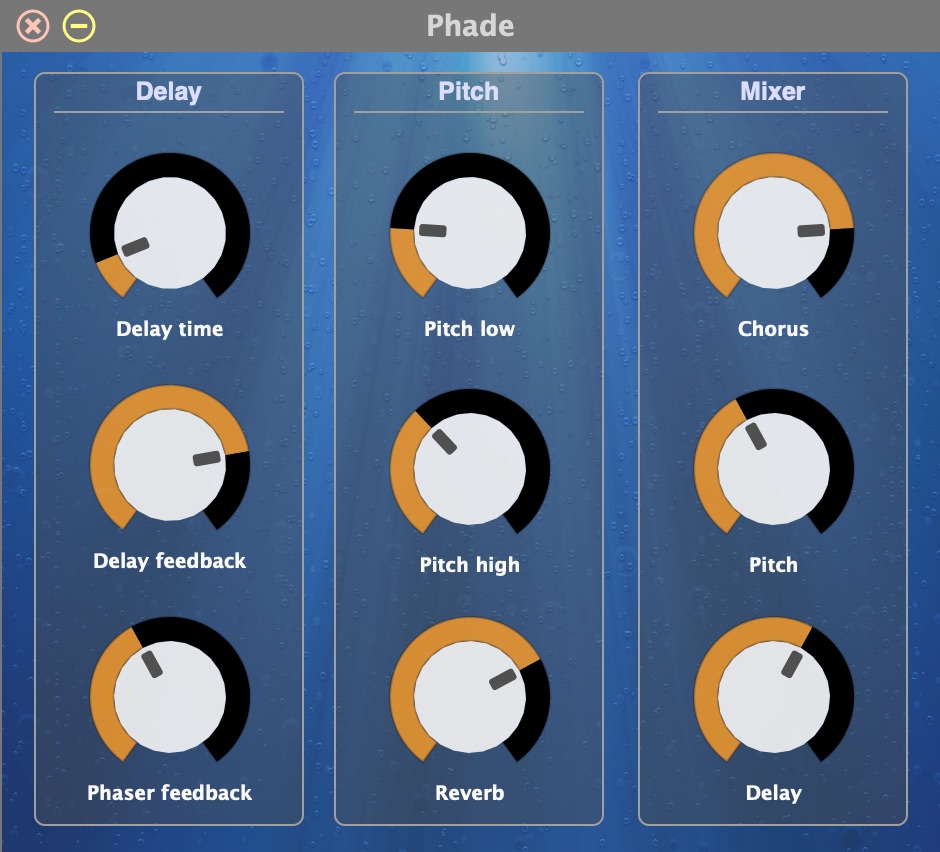 Phade
Delay
Delay time
Delay feedback
Phaser feedback
Pitch
Pitch low
Pitch high
Reverb
Mixer
Chorus
Pitch
Delay